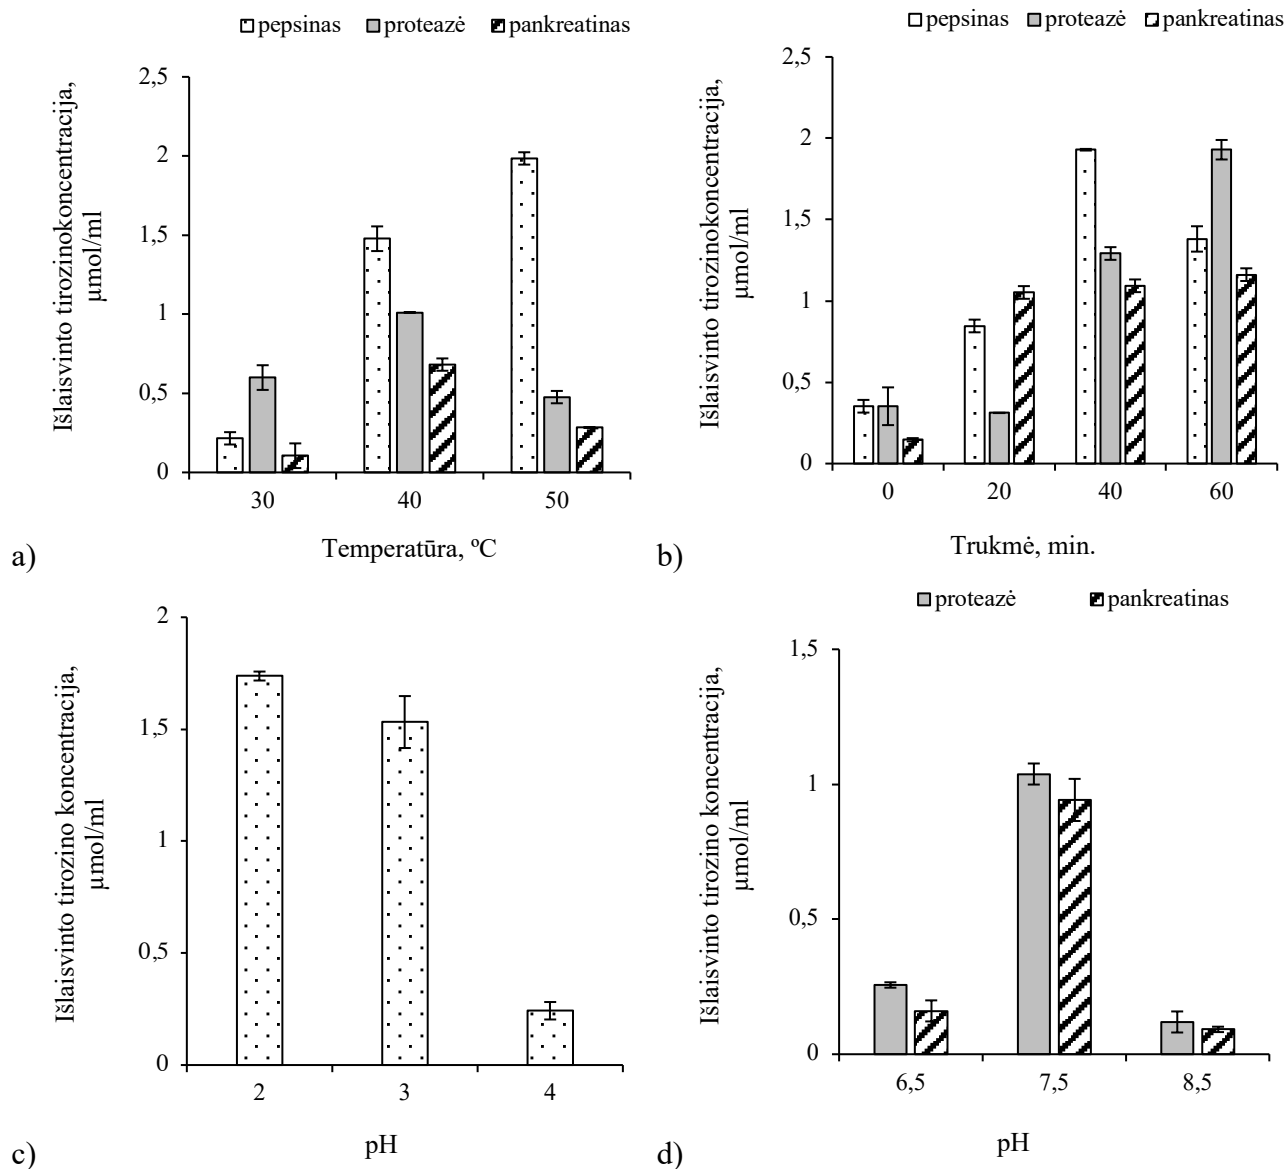 pepsinas proteazė pankreatinas
Išlaisvinto tirozinokoncentracija,
µmol/ml
2,5
2
1,5
1
0,5
0
30 40 50
Temperatūra, ºC
a)
pepsinas proteazė pankreatinas
Išlaisvinto tirozinokoncentracija,
µmol/ml
2,5
2
1,5
1
0,5
0
0 20 40 60
Trukmė, min.
b)
Išlaisvinto tirozino koncentracija,
µmol/ml
2
1,5
1
0,5
0
2 3 4
pH
c)
proteazė pankreatinas
Išlaisvinto tirozino koncentracija,
µmol/ml
1,5
1
0,5
0
6,5 7,5 8,5
pH
d)